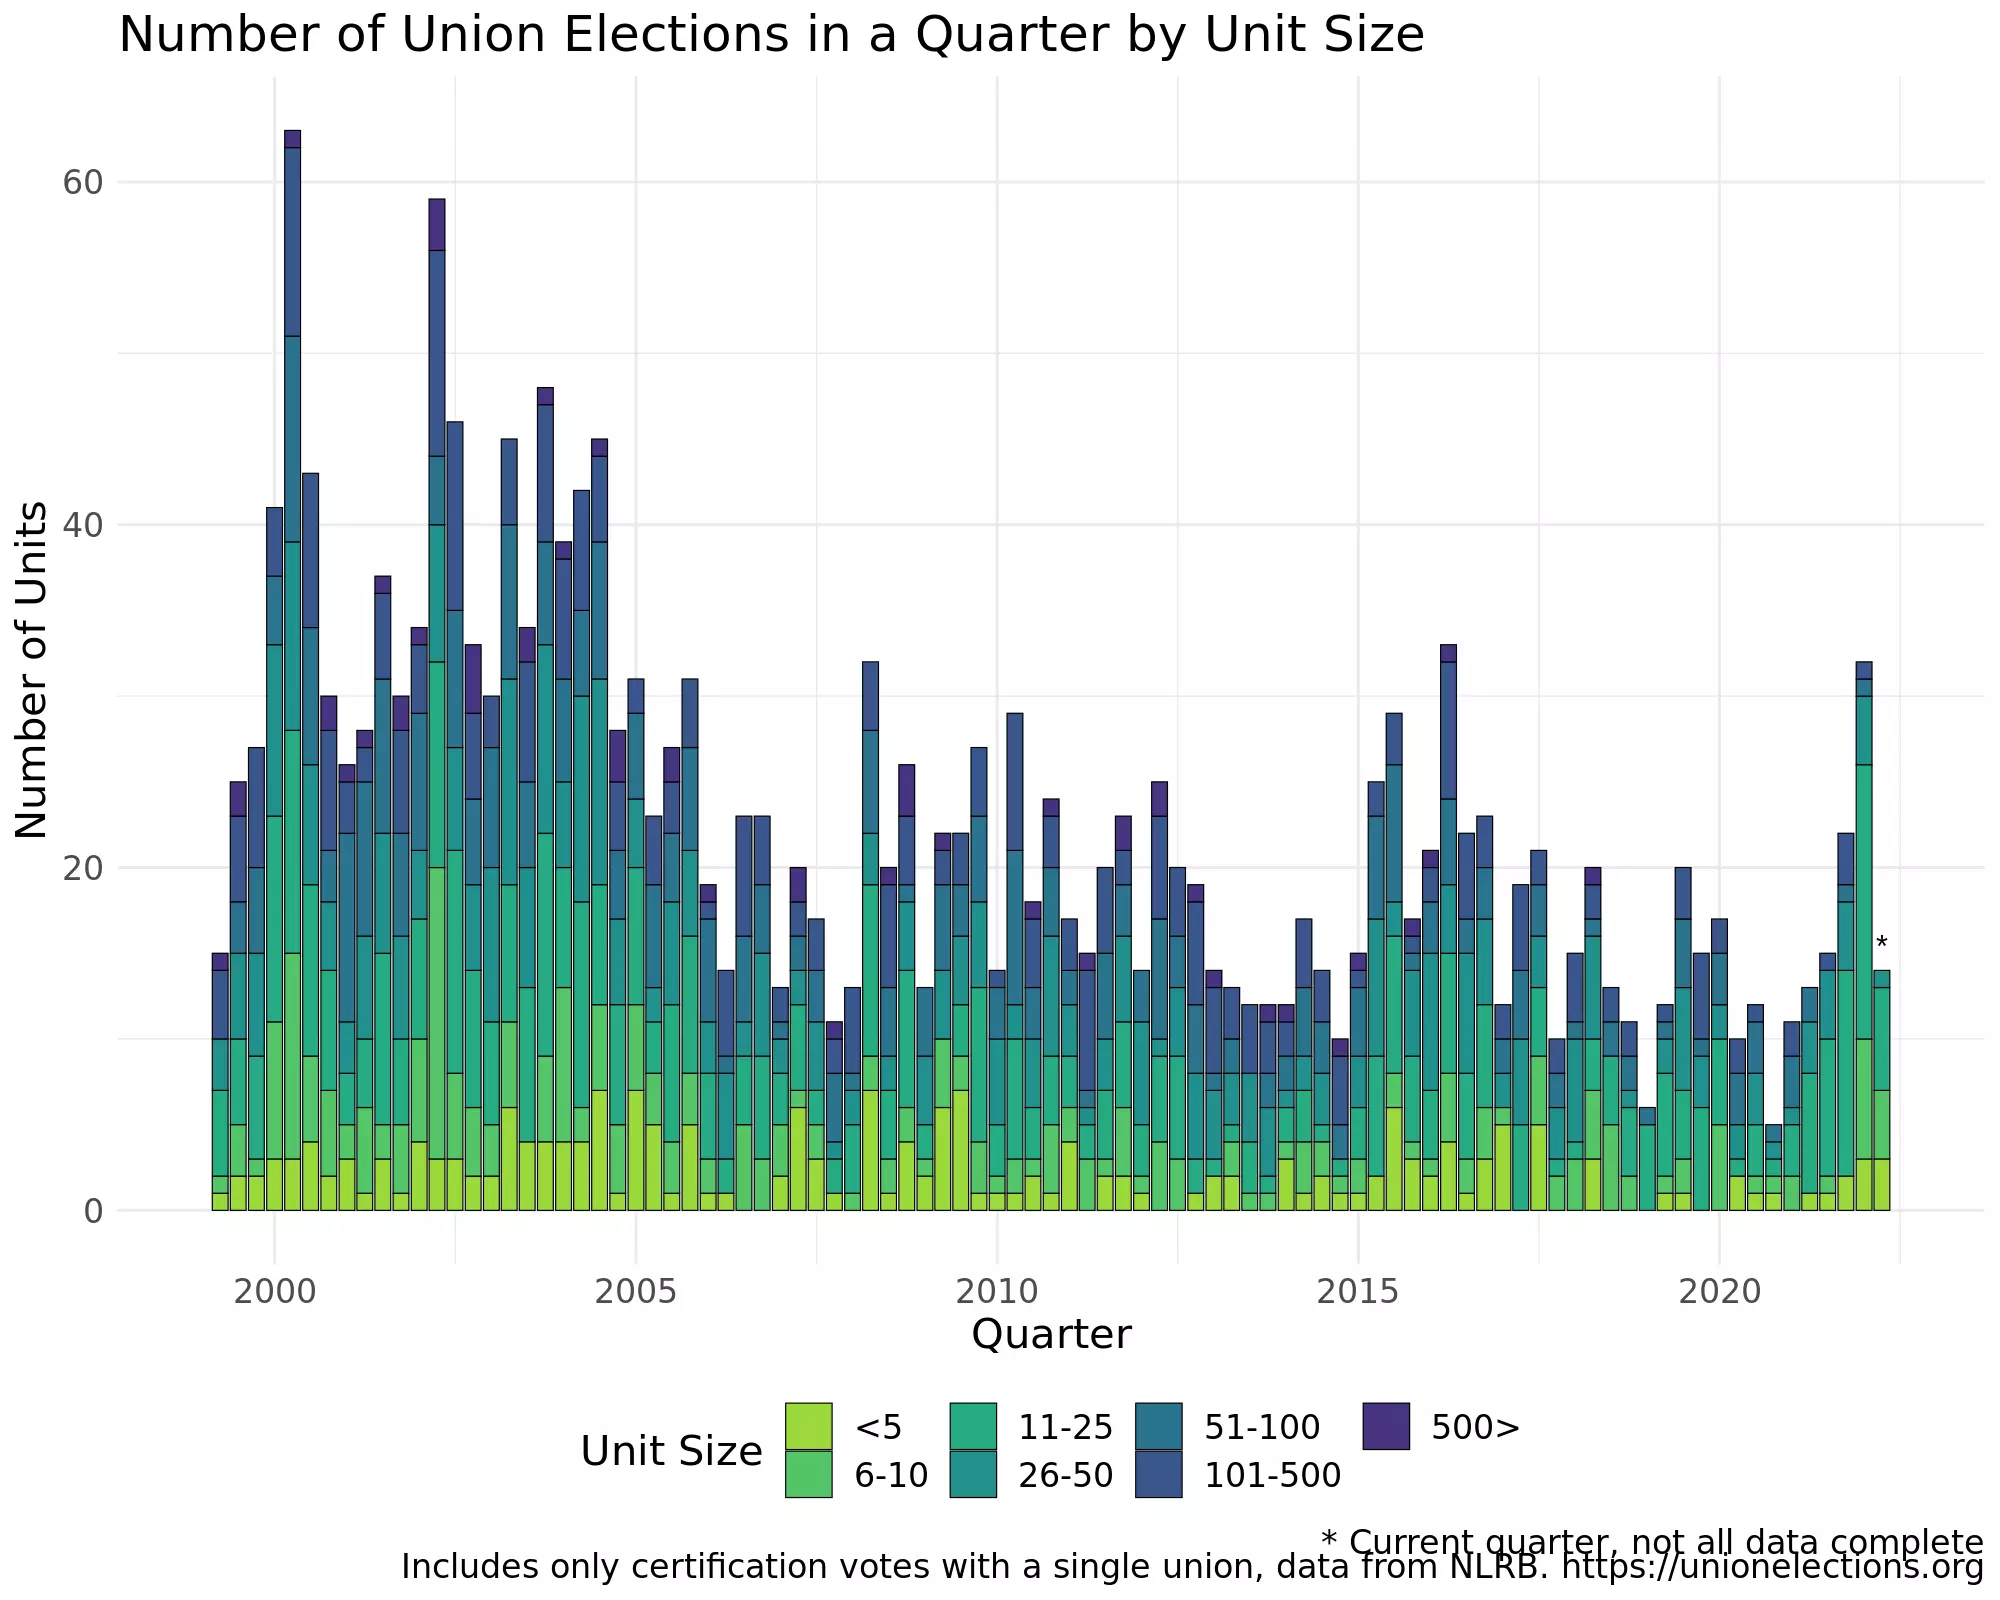 Number of Union Elections in a Quarter by Unit Size
Number of Units
60
40
20
0
*
2000 2005 2010 2015 2020
Quarter
Unit Size
<5 11-25 51-100 500>
6-10 26-50 101-500
* Current quarter, not all data complete
Includes only certification votes with a single union, data from NLRB. https://unionelections.org